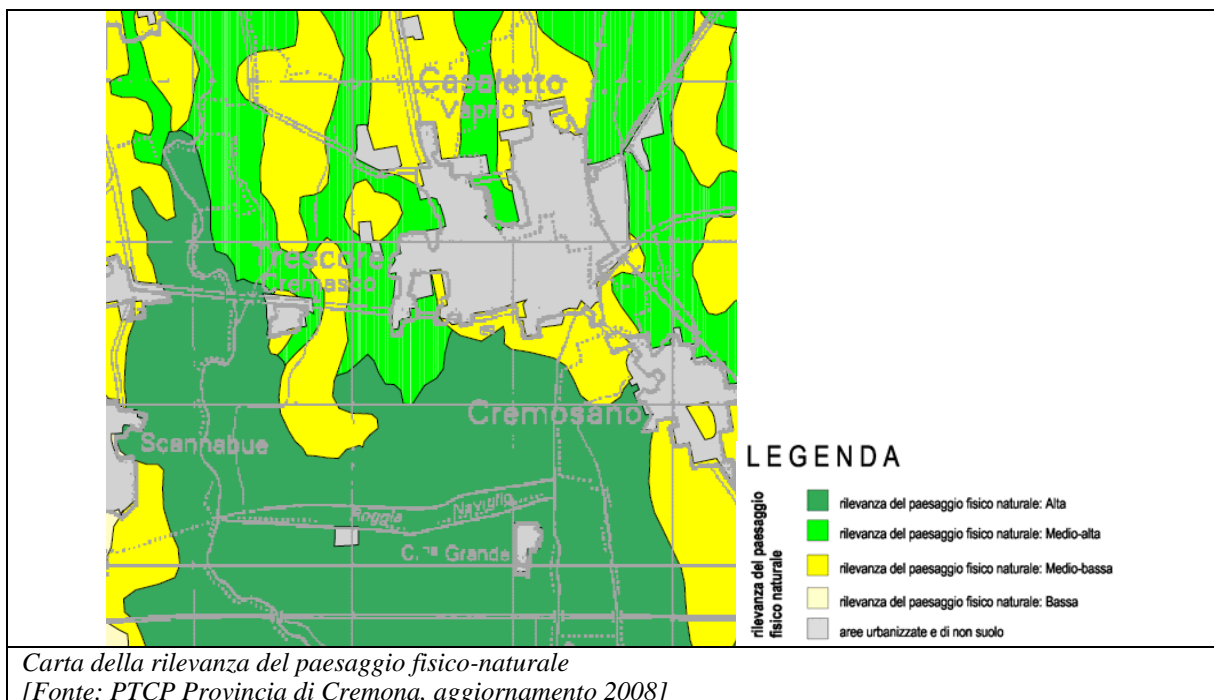 Casaletto
Vaprio
Trescore
Cremasco
Cremosano
Scannabue
Roggia Naviglio
C.na Grande
LEGENDA
rilevanza del paesaggio
fisico naturale
rilevanza del paesaggio fisico naturale: Alta
rilevanza del paesaggio fisico naturale: Medio-alta
rilevanza del paesaggio fisico naturale: Medio-bassa
rilevanza del paesaggio fisico naturale: Bassa
aree urbanizzate e di non suolo
Carta della rilevanza del paesaggio fisico-naturale
[Fonte: PTCP Provincia di Cremona, aggiornamento 2008]